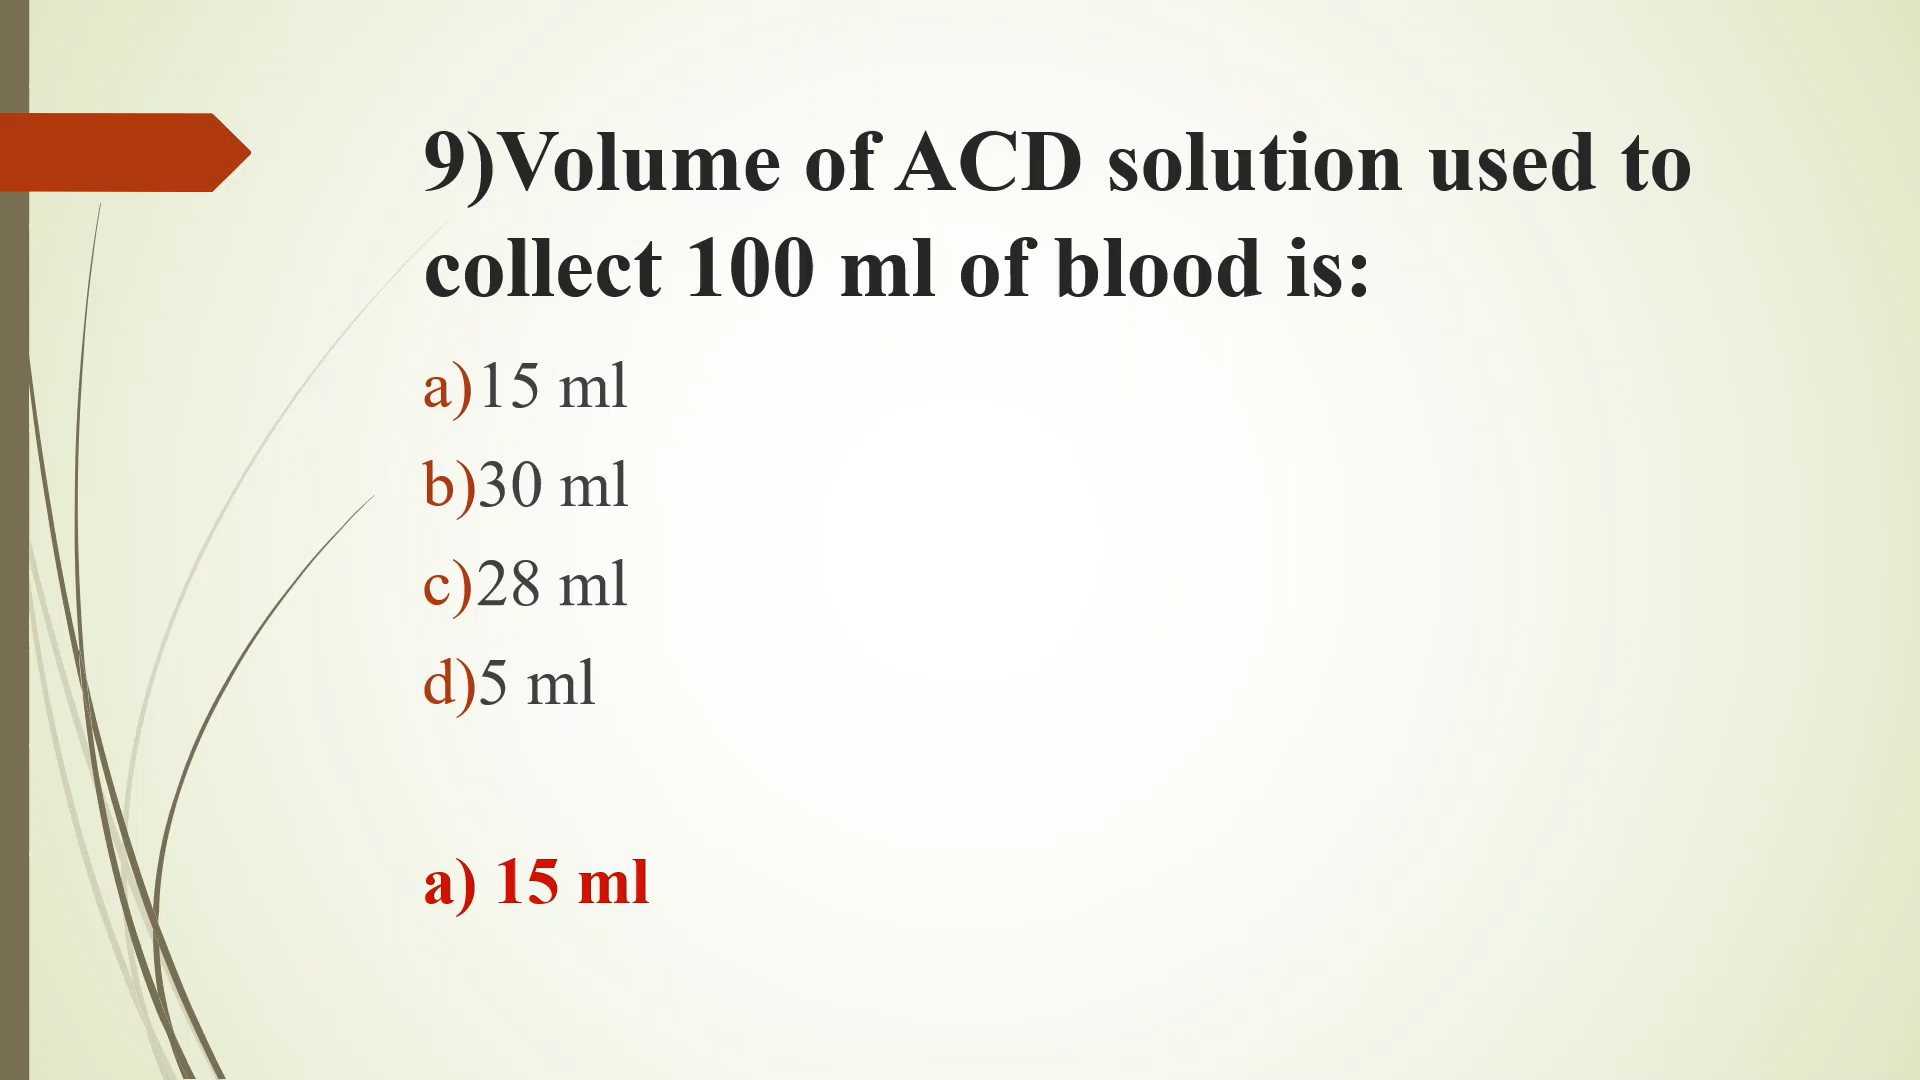 9)Volume of ACD solution used to
collect 100 ml of blood is:
a)15 ml
b)30 ml
c)28 ml
d)5 ml
a) 15 ml